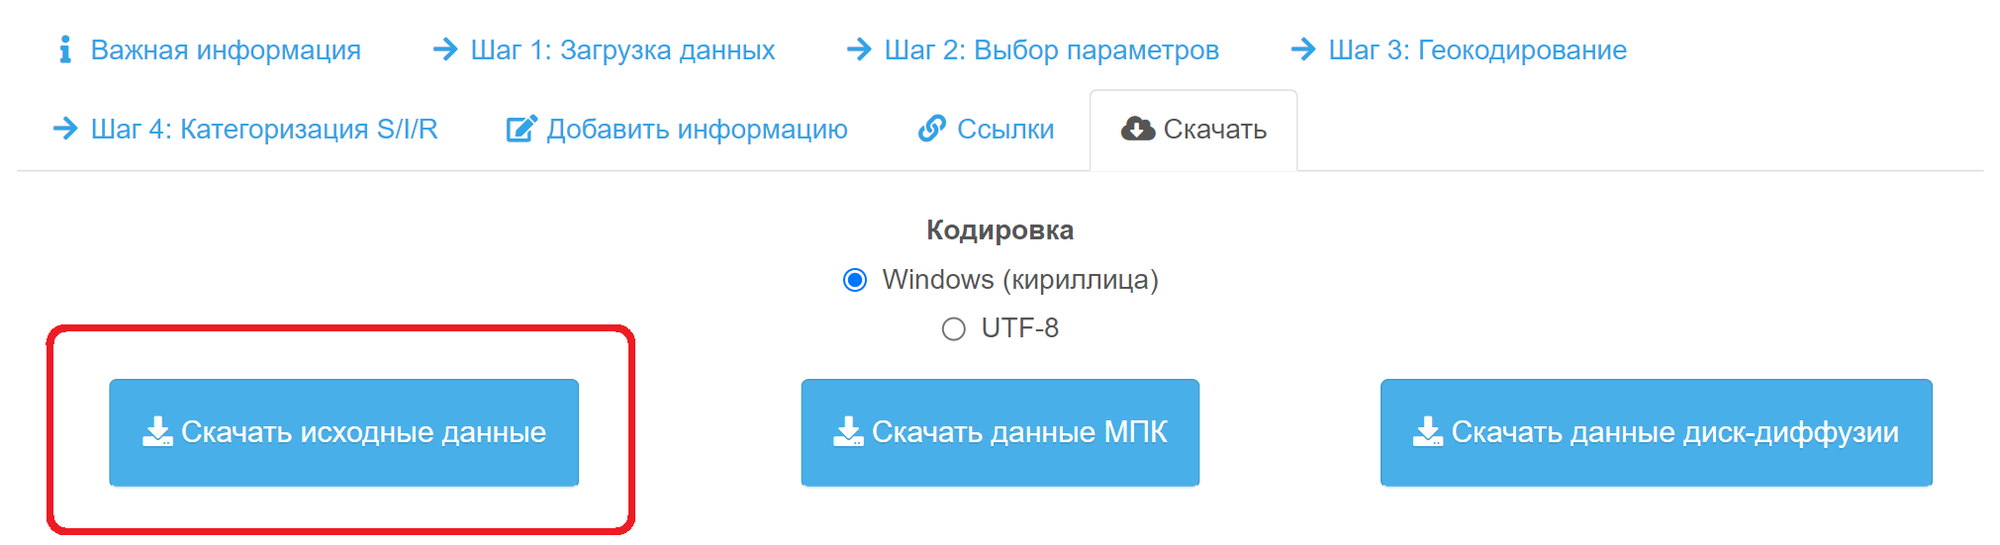 Важная информация Шаг 1: Загрузка данных Шаг 2: Выбор параметров Шаг 3: Геокодирование
Шаг 4: Категоризация S/I/R Добавить информацию Ссылки Скачать
Кодировка
Windows (кириллица)
UTF-8
Скачать исходные данные Скачать данные МПК Скачать данные диск-диффузии